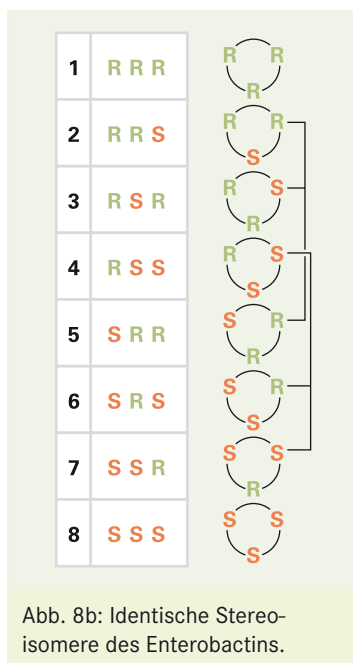 1 R R R
R R
R
2 R R S
R R
S
3 R S R
R S
R
4 R S S
R S
S
5 S R R
S R
R
6 S R S
S R
S
7 S S R
S S
R
8 S S S
S S
S
Abb. 8b: Identische Stereo-
isomere des Enterobactins.